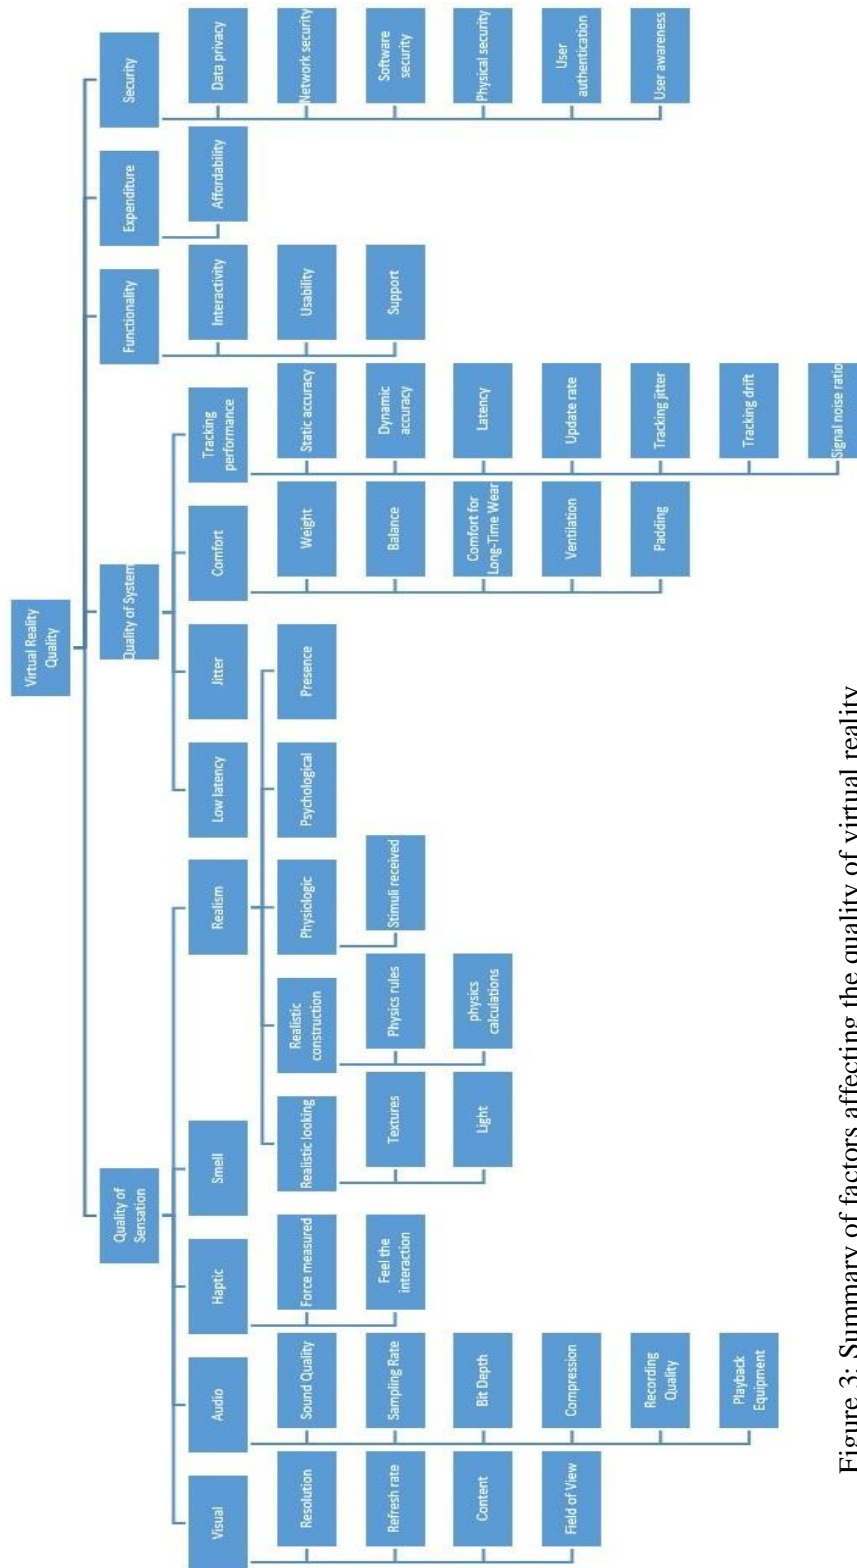 Virtual Reality
Quality
Quality of
Sensation
Quality of System
Functionality
Expenditure
Security
Visual
Audio
Haptic
Smell
Realism
Low latency
Jitter
Comfort
Tracking
performance
Interactivity
Affordability
Data privacy
Resolution
Sound Quality
Force measured
Realistic looking
Realistic
construction
Physiologic
Psychological
Presence
Weight
Static accuracy
Usability
Network security
Refresh rate
Sampling Rate
Feel the
interaction
Textures
Physics rules
Stimuli received
Balance
Dynamic
accuracy
Support
Software
security
Content
Bit Depth
Light
physics
calculations
Comfort for
Long-Time Wear
Latency
Physical security
Field of View
Compression
Ventilation
Update rate
User
authentication
Recording
Quality
Padding
Tracking jitter
User awareness
Playback
Equipment
Tracking drift
Signal noise ratio
Figure 3: Summary of factors affecting the quality of virtual reality